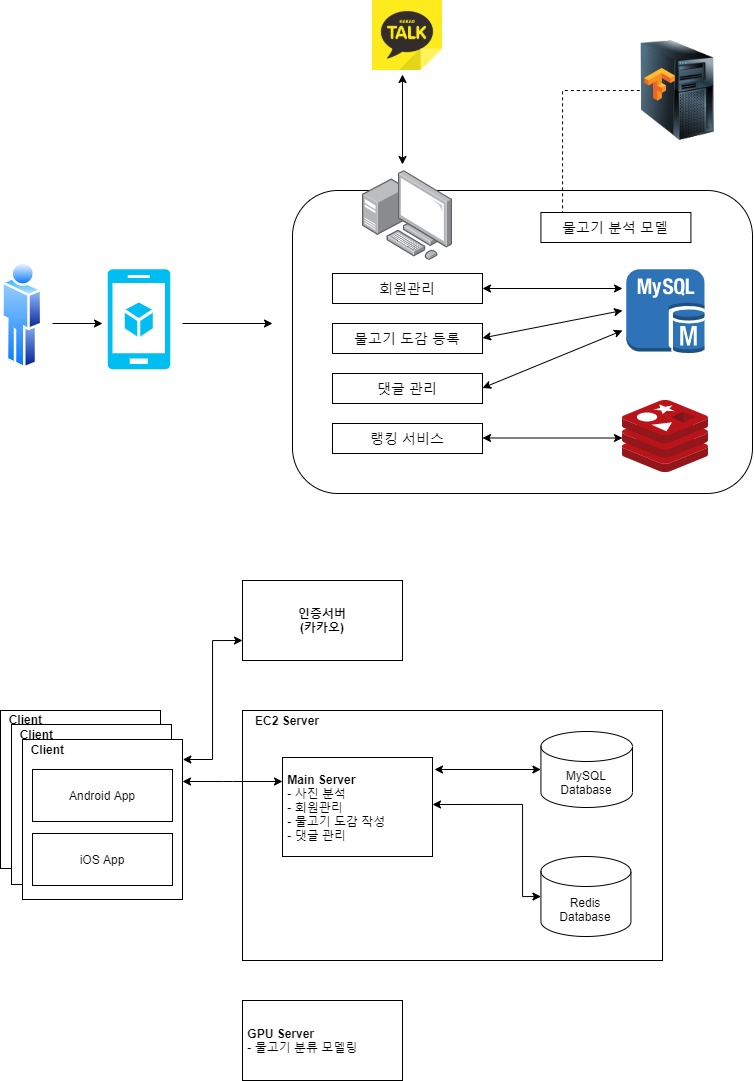 KAKAO
TALK
물고기 분석 모델
회원관리
물고기 도감 등록
댓글 관리
랭킹 서비스
MySQL
M
인증서버
(카카오)
Client
Client
Client
Android App
iOS App
EC2 Server
Main Server
- 사진 분석
- 회원관리
- 물고기 도감 작성
- 댓글 관리
MySQL
Database
Redis
Database
GPU Server
- 물고기 분류 모델링